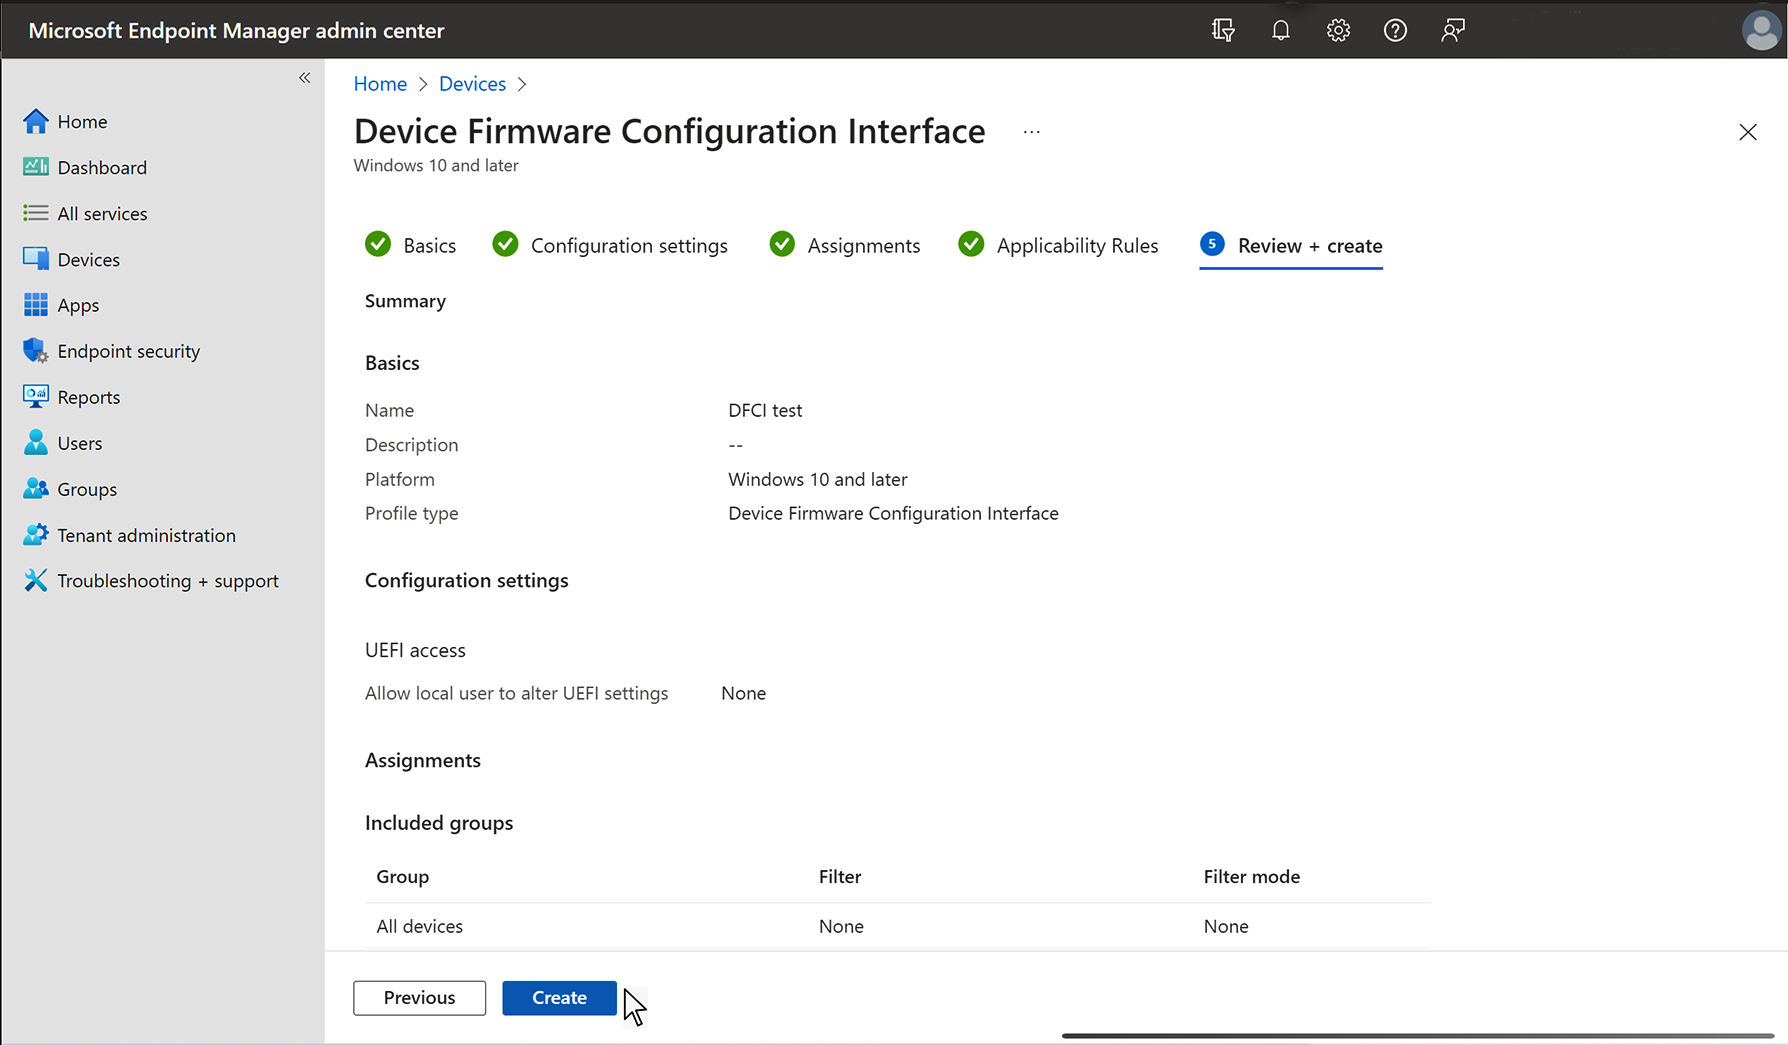 Microsoft Endpoint Manager admin center
Home
Dashboard
All services
Devices
Apps
Endpoint security
Reports
Users
Groups
Tenant administration
Troubleshooting + support
Home > Devices >
Device Firmware Configuration Interface ...
Windows 10 and later
Basics Configuration settings Assignments Applicability Rules 5 Review + create
Summary
Basics
Name DFCI test
Description --
Platform Windows 10 and later
Profile type Device Firmware Configuration Interface
Configuration settings
UEFI access
Allow local user to alter UEFI settings None
Assignments
Included groups
Group Filter Filter mode
All devices None None
Previous Create